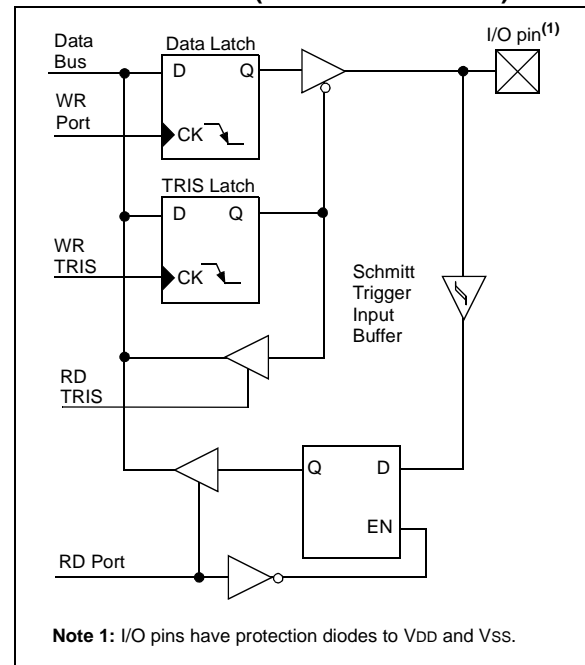 Data
Bus
Data Latch
I/O pin(1)
D Q
WR
Port
CK
TRIS Latch
D Q
WR
TRIS
CK
Schmitt
Trigger
Input
Buffer
RD
TRIS
Q D
EN
RD Port
Note 1: I/O pins have protection diodes to VDD and VSS.